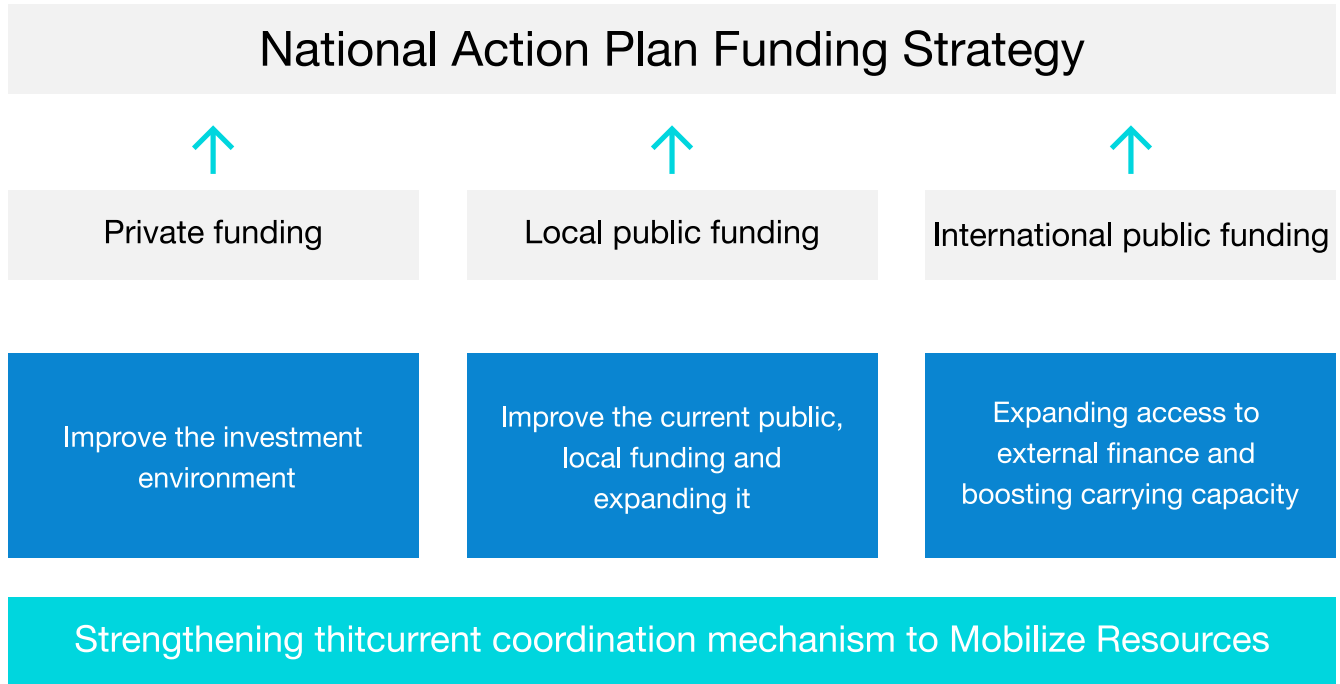 National Action Plan Funding Strategy
Private funding
Local public funding
International public funding
Improve the investment
environment
Improve the current public,
local funding and
expanding it
Expanding access to
external finance and
boosting carrying capacity
Strengthening thitcurrent coordination mechanism to Mobilize Resources